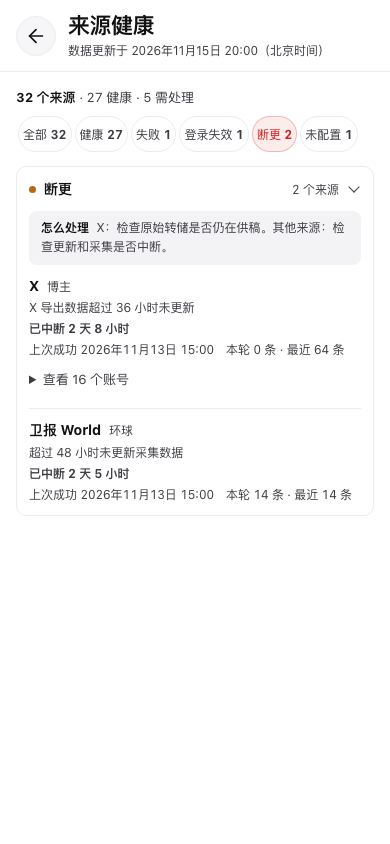 来源健康
数据更新于 2026年11月15日 20:00（北京时间）
32 个来源 · 27 健康 · 5 需处理
全部 32 健康 27 失败 1 登录失效 1 断更 2 未配置 1
断更 2 个来源
怎么处理 X：检查原始转储是否仍在供稿。其他来源：检
查更新和采集是否中断。
X 博主
X 导出数据超过 36 小时未更新
已中断 2 天 8 小时
上次成功 2026年11月13日 15:00 本轮 0 条 · 最近 64 条
查看 16 个账号
卫报 World 环球
超过 48 小时未更新采集数据
已中断 2 天 5 小时
上次成功 2026年11月13日 15:00 本轮 14 条 · 最近 14 条